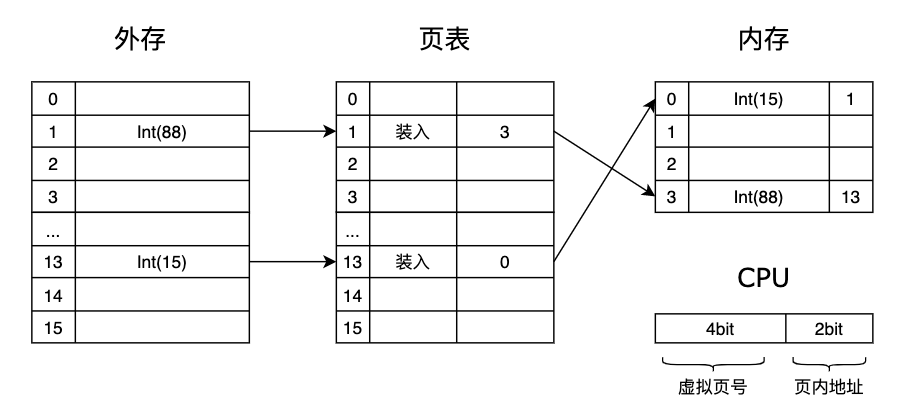 外存
页表
内存
0
1 Int(88)
2
3
...
13 Int(15)
14
15
0
1 装入 3
2
3
...
13 装入 0
14
15
0 Int(15) 1
1
2
3 Int(88) 13
CPU
4bit 2bit
虚拟页号 页内地址